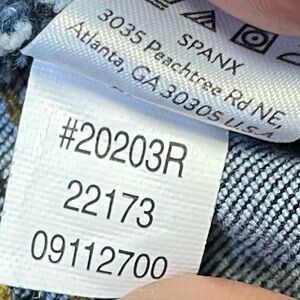 SPANX
3035 Peachtree Rd NE
Atlanta, GA 30305 U.S.A.
#20203R
22173
09112700